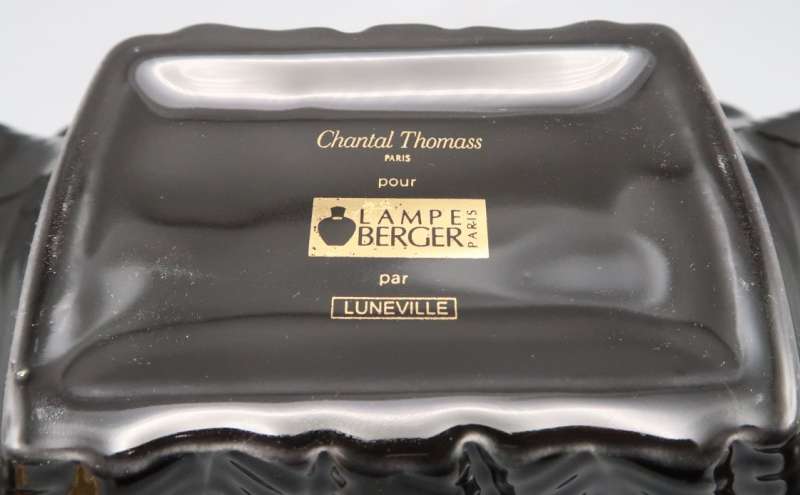 Chantal Thomass
PARIS
pour
LAMPE
BERGER
PARIS
par
LUNEVILLE